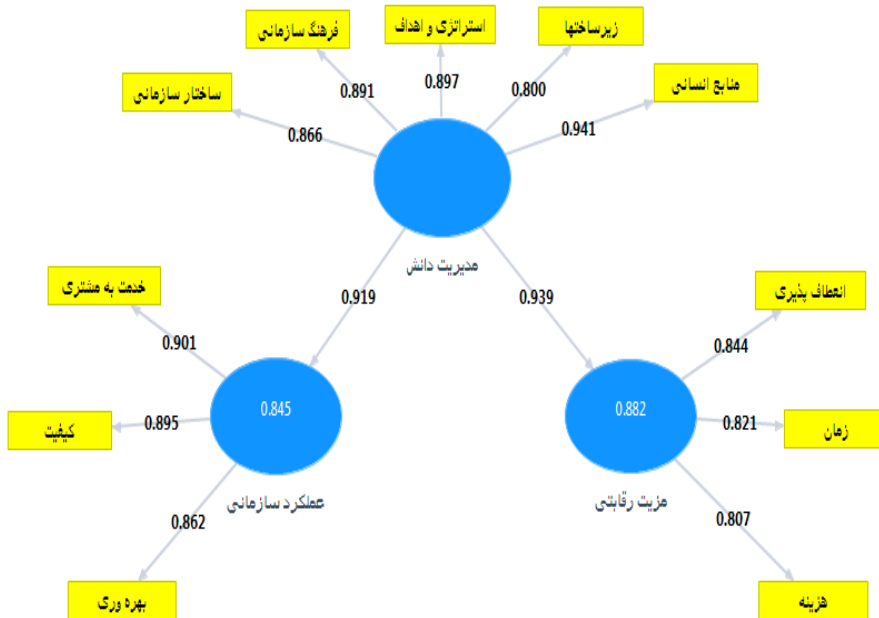 استراتژی و اهداف
زیرساختها
فرهنگ سازمانی
منابع انسانی
ساختار سازمانی
0.897
0.800
0.891
0.941
0.866
مدیریت دانش
خدمت به مشتری
انعطاف پذیری
0.919
0.939
0.901
0.844
0.845
0.882
کیفیت
0.895
0.821
زمان
عملکرد سازمانی
مزیت رقابتی
0.862
0.807
بهره وری
هزینه